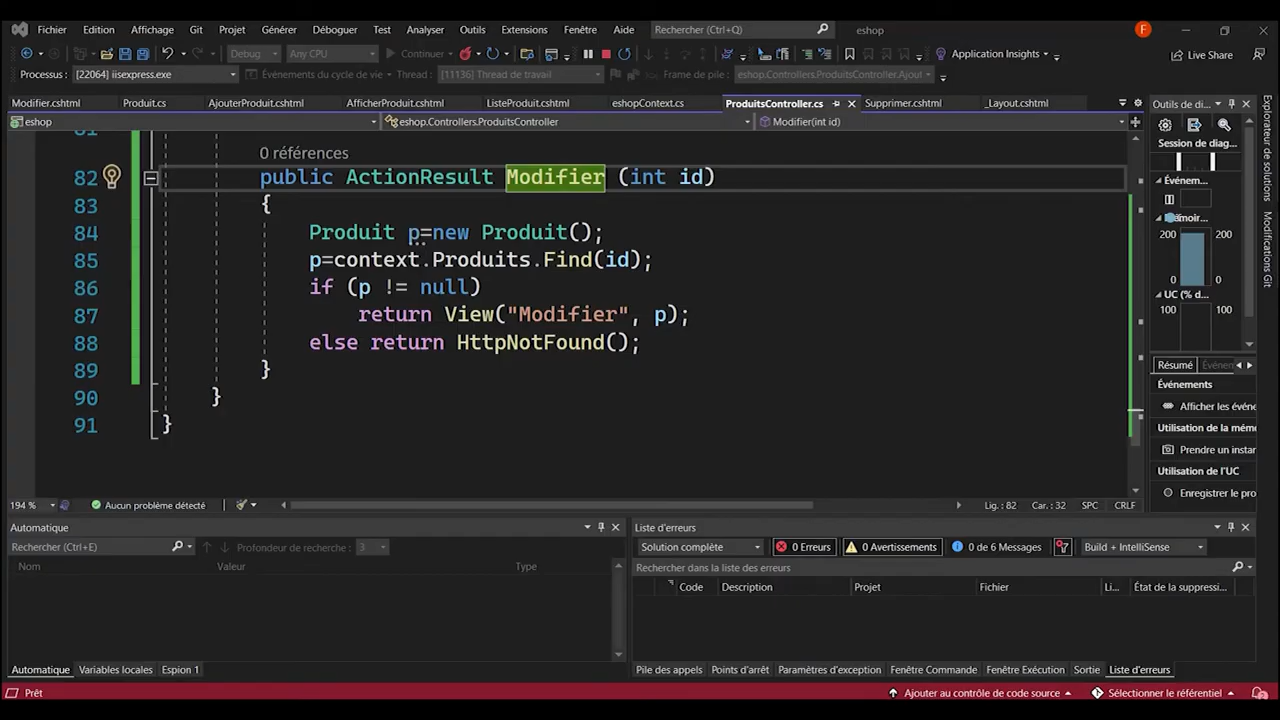 Fichier Edition Affichage Git Projet Générer Déboguer Test Analyser Outils Extensions Fenêtre Aide Rechercher (Ctrl+I) eshop F
Debug Any CPU Continuer Application Insights Live Share
Processus : [22064] iisexpress.exe Événements du cycle de vie Thread : [11136] Thread de travail Frame de pile : eshop.Controllers.ProduitsController.Ajout
Modifier.cshtml Produit.cs AjouterProduit.cshtml AfficherProduit.cshtml ListeProduit.cshtml eshopContext.cs ProduitsController.cs Supprimer.cshtml _Layout.cshtml
eshop eshop.Controllers.ProduitsController Modifier(int id)
81
0 références
82 public ActionResult Modifier (int id)
83 {
84 Produit p=new Produit();
85 p=context.Produits.Find(id);
86 if (p != null)
87 return View("Modifier", p);
88 else return HttpNotFound();
89 }
90 }
91 }
194 % Aucun problème détecté Lig. : 82 Car. : 32 SPC CRLF
Outils de di...
Session de diag...
Événem...
Mémoir...
200 200
0 0
UC (% d...
100 100
Résumé Événen
Événements
Afficher les événe
Utilisation de la mémo
Prendre un instan
Utilisation de l'UC
Enregistrer le pro
Explorateur de solutions
Modifications Git
Automatique
Rechercher (Ctrl+E) Profondeur de recherche : 3
Nom Valeur Type
Automatique Variables locales Espion 1
Liste d'erreurs
Solution complète 0 Erreurs 0 Avertissements 0 de 6 Messages Build + IntelliSense
Rechercher dans la liste des erreurs
Code Description Projet Fichier Li... État de la suppressi...
Pile des appels Points d'arrêt Paramètres d'exception Fenêtre Commande Fenêtre Exécution Sortie Liste d'erreurs
Prêt Ajouter au contrôle de code source Sélectionner le référentiel